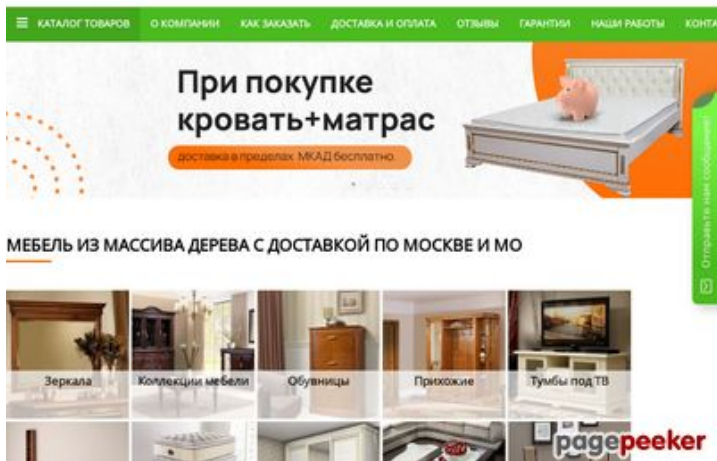 КАТАЛОГ ТОВАРОВ
О КОМПАНИИ
КАК ЗАКАЗАТЬ
ДОСТАВКА И ОПЛАТА
ОТЗЫВЫ
ГАРАНТИИ
НАШИ РАБОТЫ
КОНТА
При покупке
кровать+матрас
доставка в пределах МКАД бесплатно.
Отправьте нам сообщение!
МЕБЕЛЬ ИЗ МАССИВА ДЕРЕВА С ДОСТАВКОЙ ПО МОСКВЕ И МО
Зеркала
Коллекции мебели
Обувницы
Прихожие
Тумбы под ТВ
pagepeeker